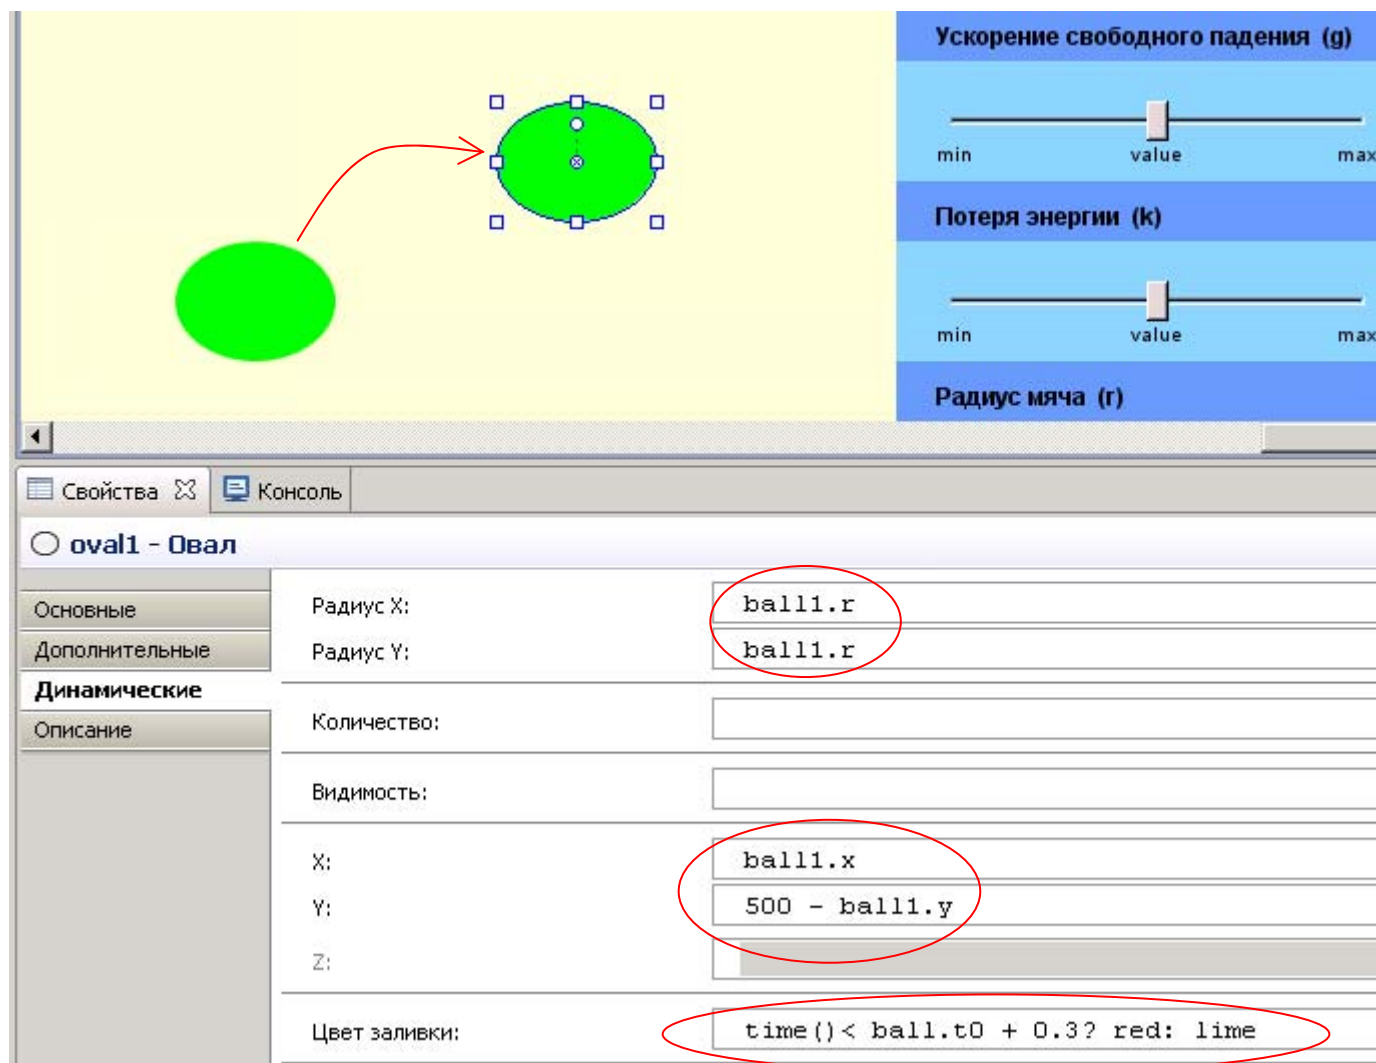 Ускорение свободного падения (g)
min value max
Потеря энергии (k)
min value max
Радиус мяча (r)
Свойства Консоль
oval1 - Овал
Основные
Дополнительные
Динамические
Описание
Радиус X: ball1.r
Радиус Y: ball1.r
Количество:
Видимость:
X: ball1.x
Y: 500 - ball1.y
Z:
Цвет заливки: time()< ball.t0 + 0.3? red: lime